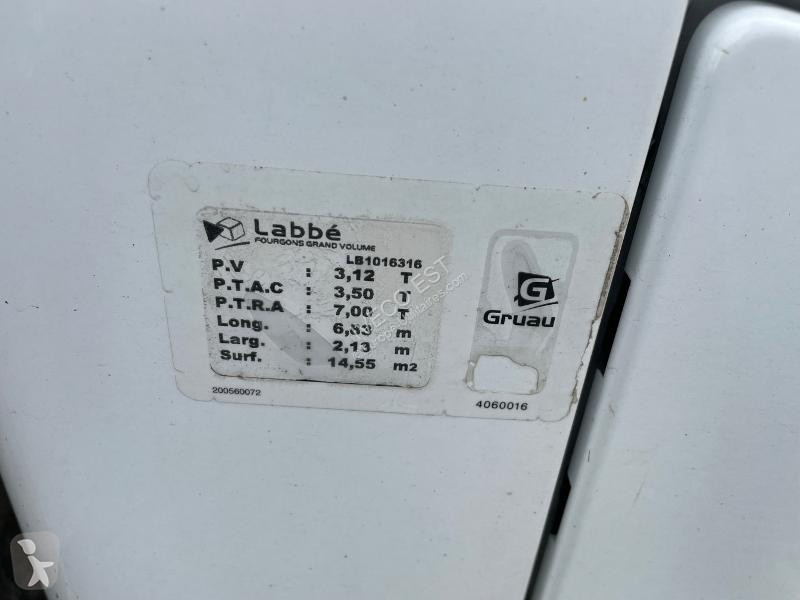 Labbé
FOURGONS GRAND VOLUME
LB1016316
P.V : 3,12 T
P.T.A.C : 3,50 T
P.T.R.A : 7,00 T
Long. : 6,83 m
Larg. : 2,13 m
Surf. : 14,55 m2
200560072
G
Gruau
4060016